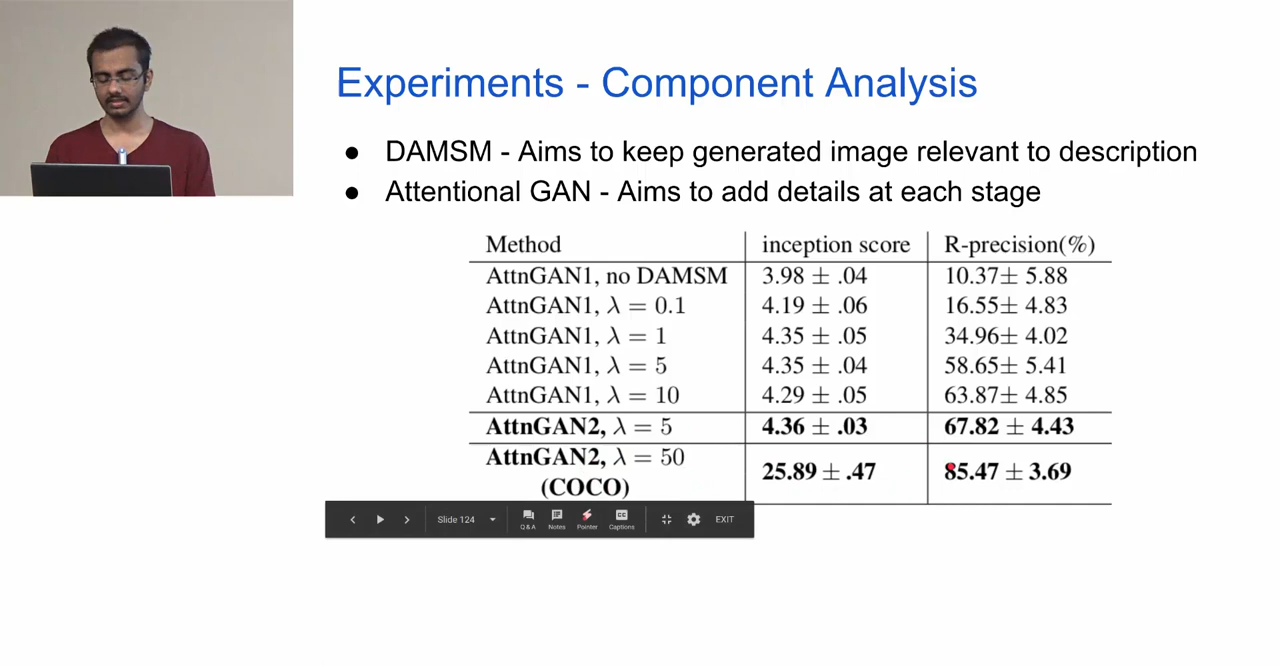 Experiments - Component Analysis
● DAMSM - Aims to keep generated image relevant to description
● Attentional GAN - Aims to add details at each stage
Method inception score R-precision(%)
AttnGAN1, no DAMSM 3.98 ± .04 10.37± 5.88
AttnGAN1, λ = 0.1 4.19 ± .06 16.55± 4.83
AttnGAN1, λ = 1 4.35 ± .05 34.96± 4.02
AttnGAN1, λ = 5 4.35 ± .04 58.65± 5.41
AttnGAN1, λ = 10 4.29 ± .05 63.87± 4.85
AttnGAN2, λ = 5 4.36 ± .03 67.82 ± 4.43
AttnGAN2, λ = 50 25.89 ± .47 85.47 ± 3.69
(COCO)
Slide 124 Q & A Notes Pointer CC Captions EXIT